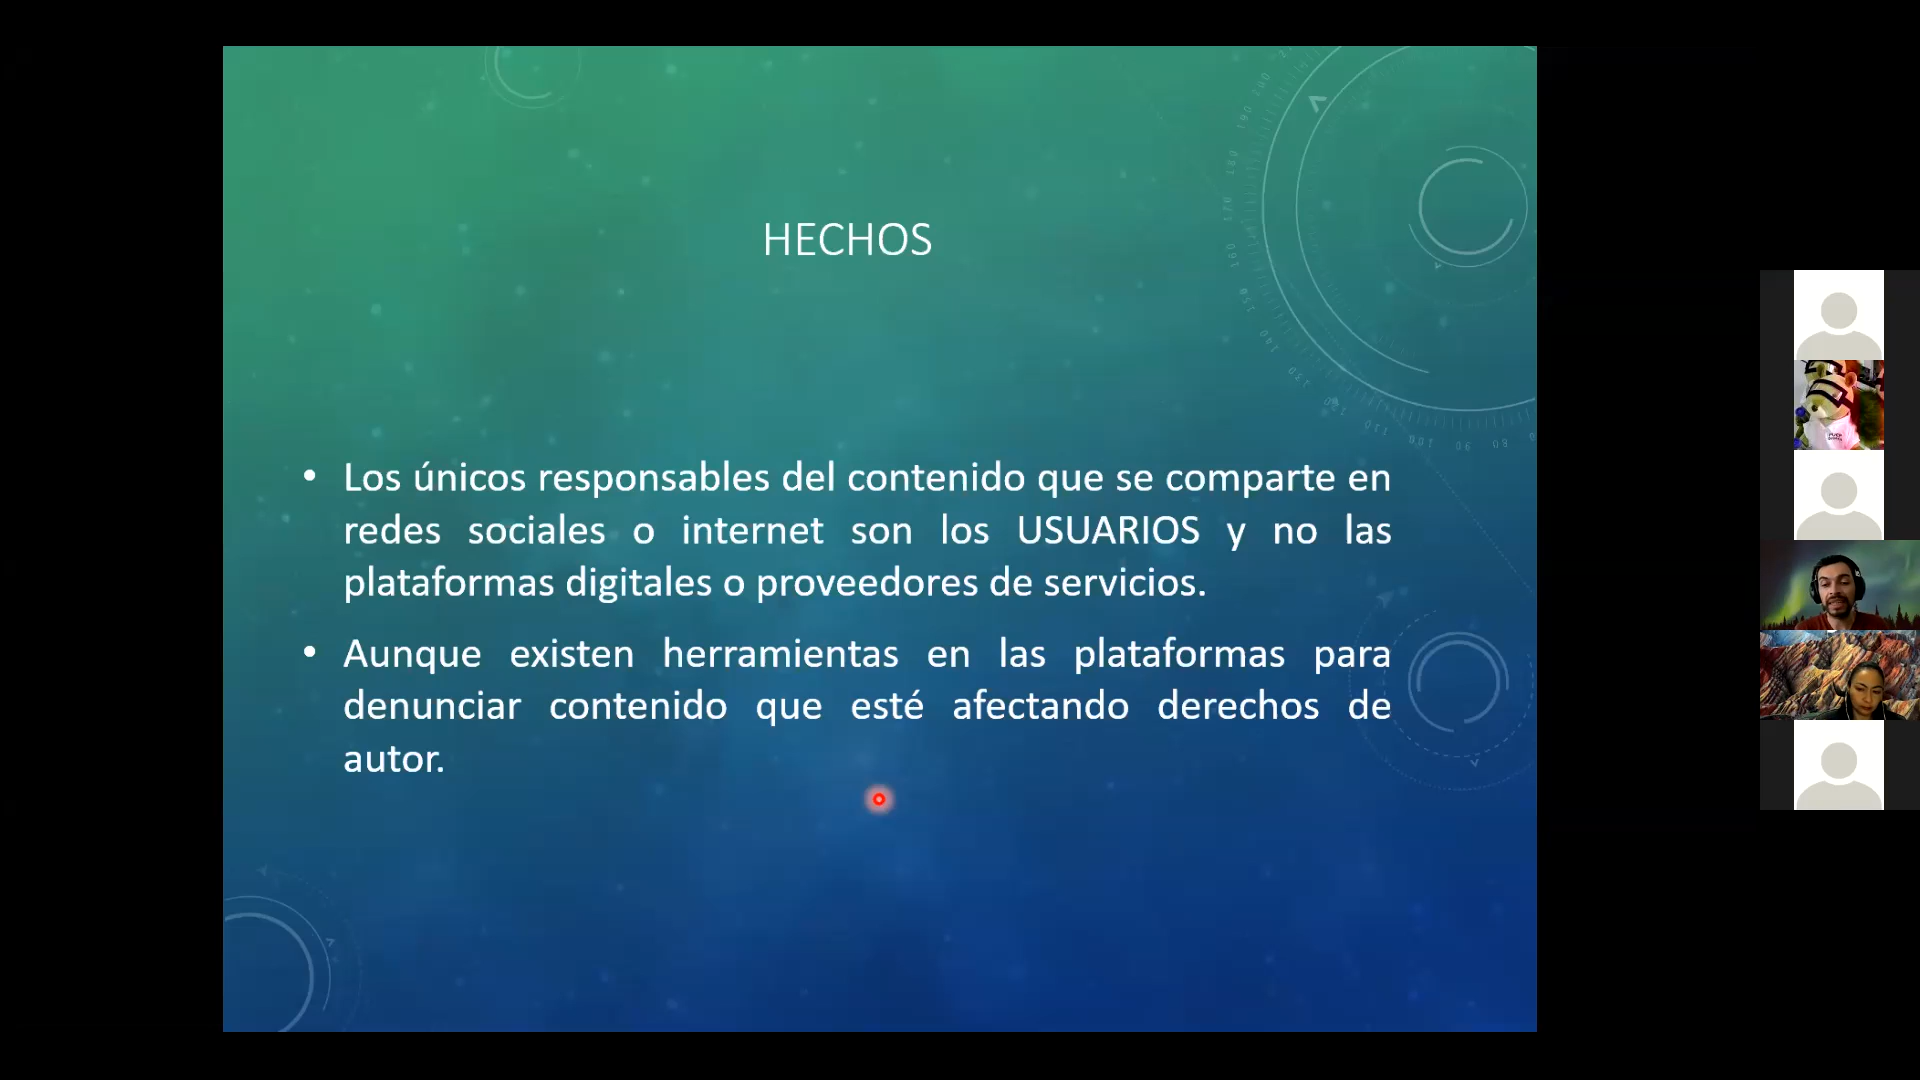 HECHOS
• Los únicos responsables del contenido que se comparte en
redes sociales o internet son los USUARIOS y no las
plataformas digitales o proveedores de servicios.
• Aunque existen herramientas en las plataformas para
denunciar contenido que esté afectando derechos de
autor.